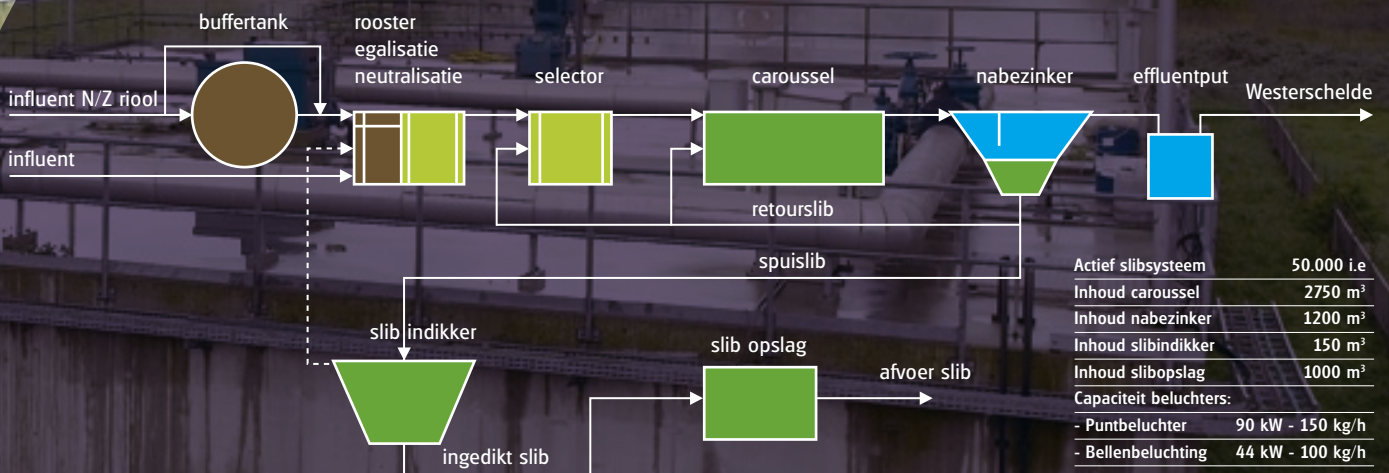 buffertank
rooster
egalisatie
neutralisatie
selector
caroussel
nabezinker
effluentput
influent N/Z riool
Westerschelde
influent
retourslib
spuislib
slib indikker
slib opslag
afvoer slib
ingedikt slib
Actief slibsysteem 50.000 i.e
Inhoud caroussel 2750 m³
Inhoud nabezinker 1200 m³
Inhoud slibindikker 150 m³
Inhoud slibopslag 1000 m³
Capaciteit beluchters:
- Puntbeluchter 90 kW - 150 kg/h
- Bellenbeluchting 44 kW - 100 kg/h